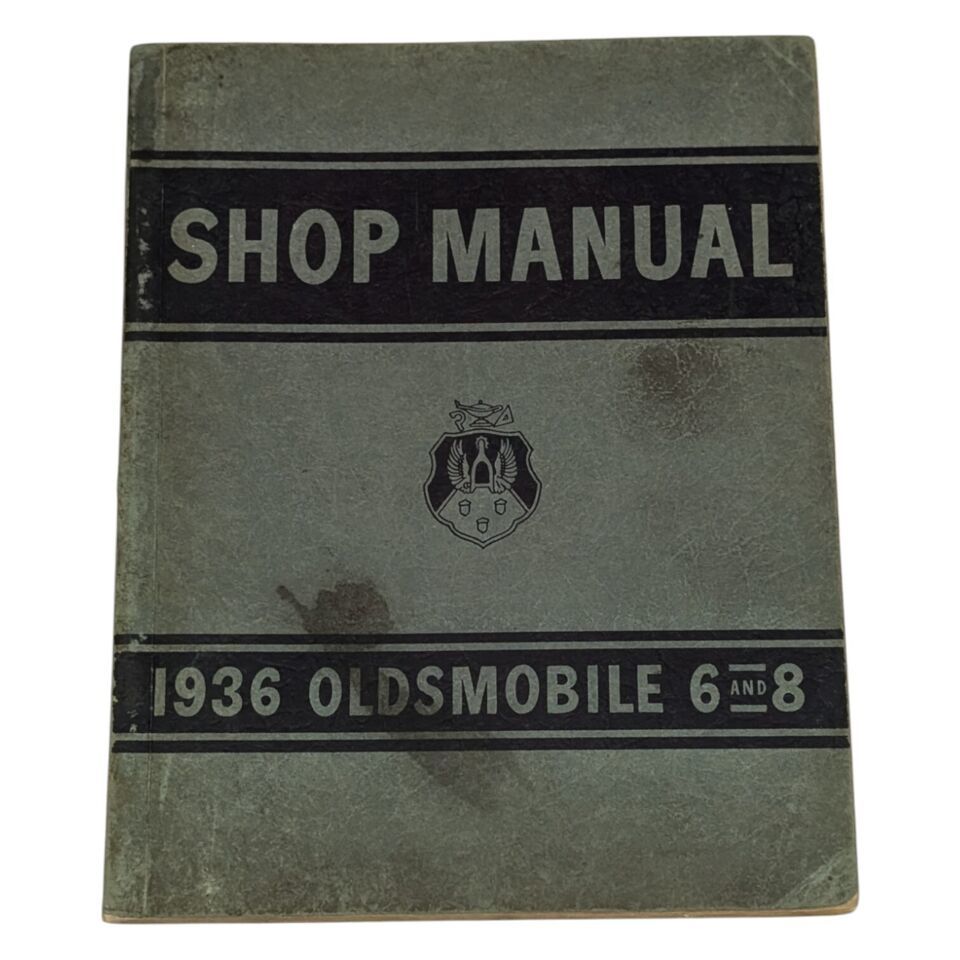 SHOP MANUAL
1936 OLDSMOBILE 6 AND 8